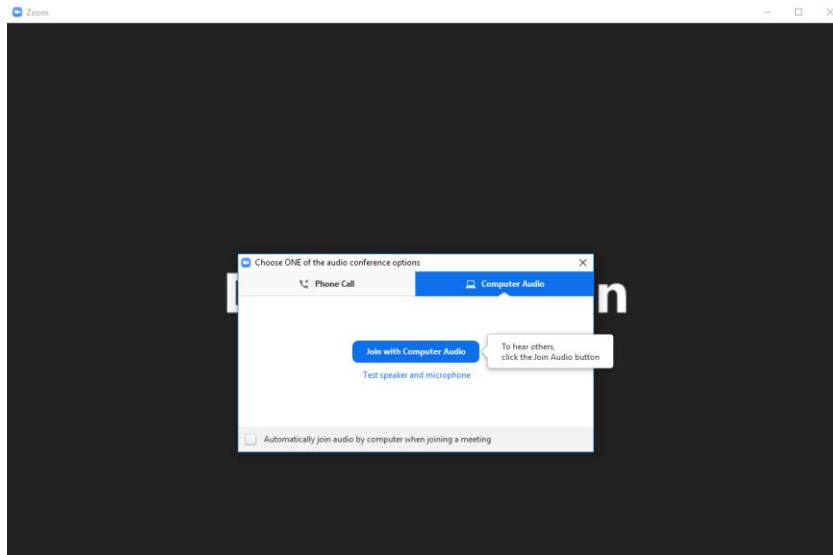 Zoom
Choose ONE of the audio conference options
Phone Call
Computer Audio
n
Join with Computer Audio
To hear others,
click the Join Audio button
Test speaker and microphone
Automatically join audio by computer when joining a meeting